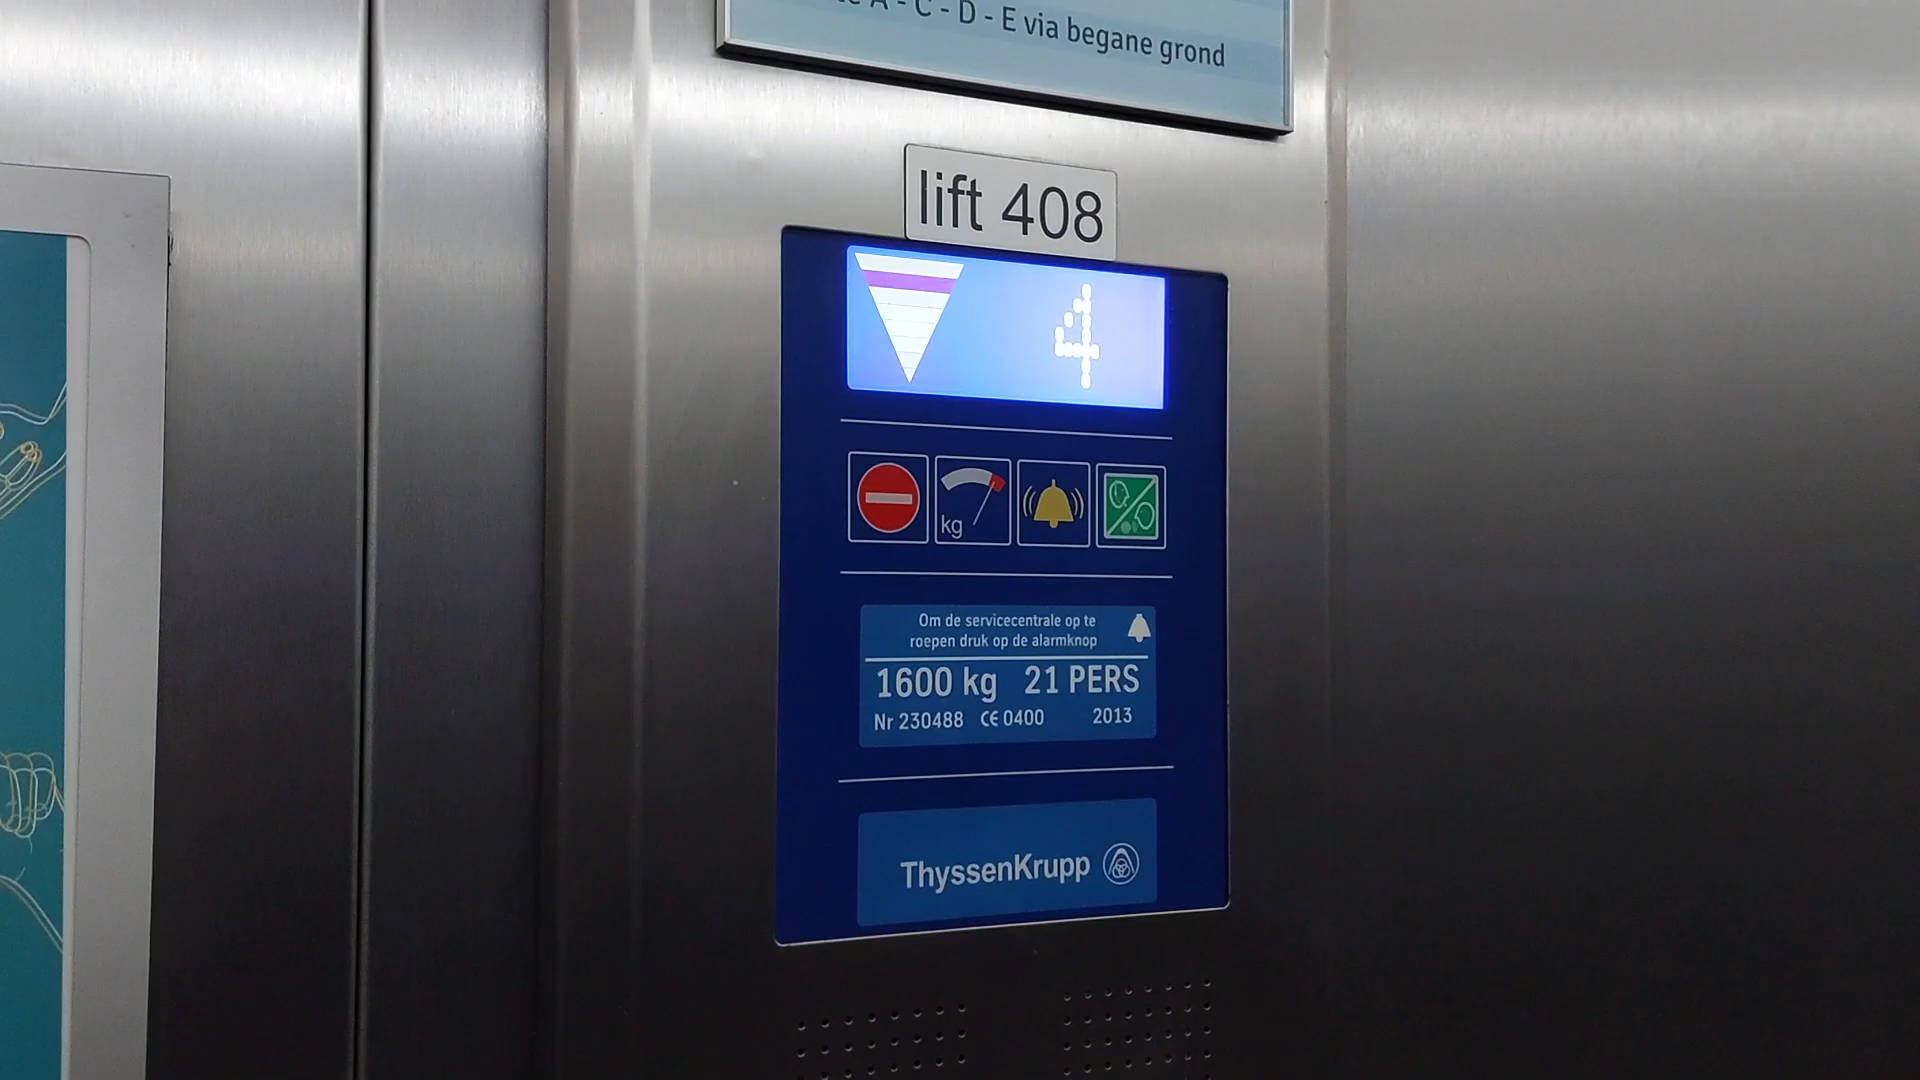 A - C - D - E via begane grond
lift 408
4
kg
Om de servicecentrale op te
roepen druk op de alarmknop
1600 kg 21 PERS
Nr 230488 CE 0400 2013
ThyssenKrupp